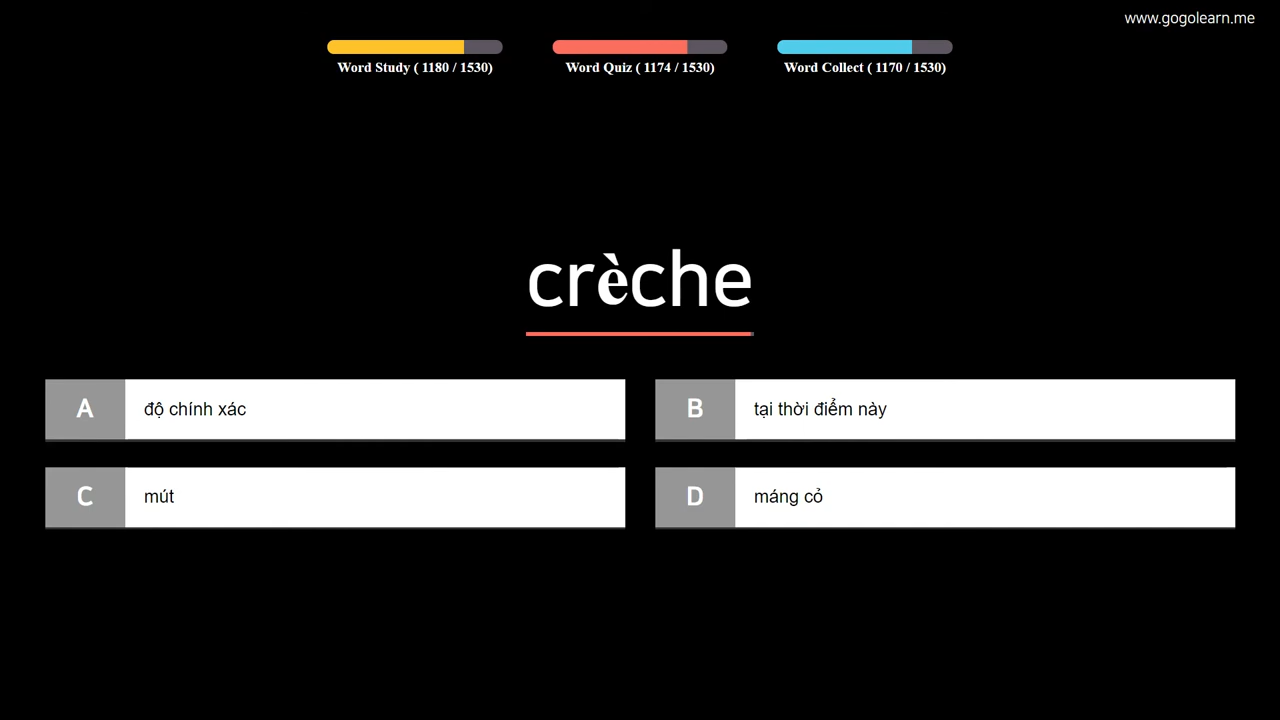 www.gogolearn.me
Word Study ( 1180 / 1530)
Word Quiz ( 1174 / 1530)
Word Collect ( 1170 / 1530)
crèche
A độ chính xác
B tại thời điểm này
C mút
D máng cỏ